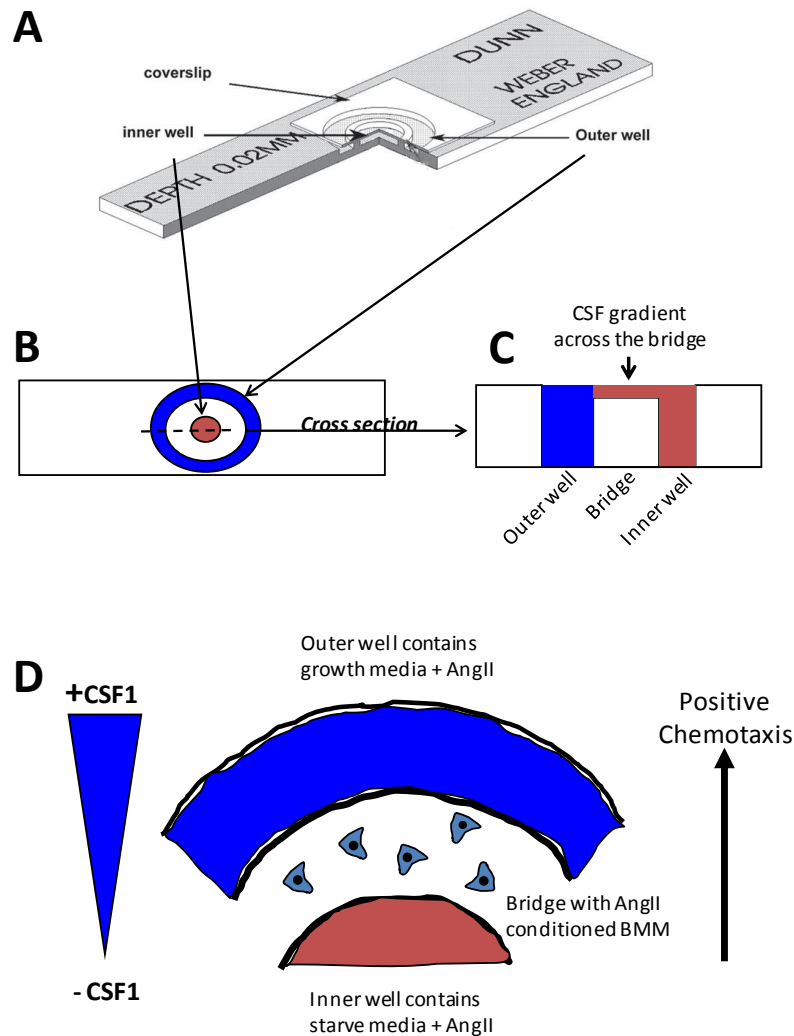 A
coverslip
inner well
Outer well
DUNN
WEBER
ENGLAND
DEPTH 0.02MM
B
Cross section
C
CSF gradient
across the bridge
Outer well
Bridge
Inner well
D
+CSF1
- CSF1
Outer well contains
growth media + AngII
Positive
Chemotaxis
Bridge with AngII
conditioned BMM
Inner well contains
starve media + AngII